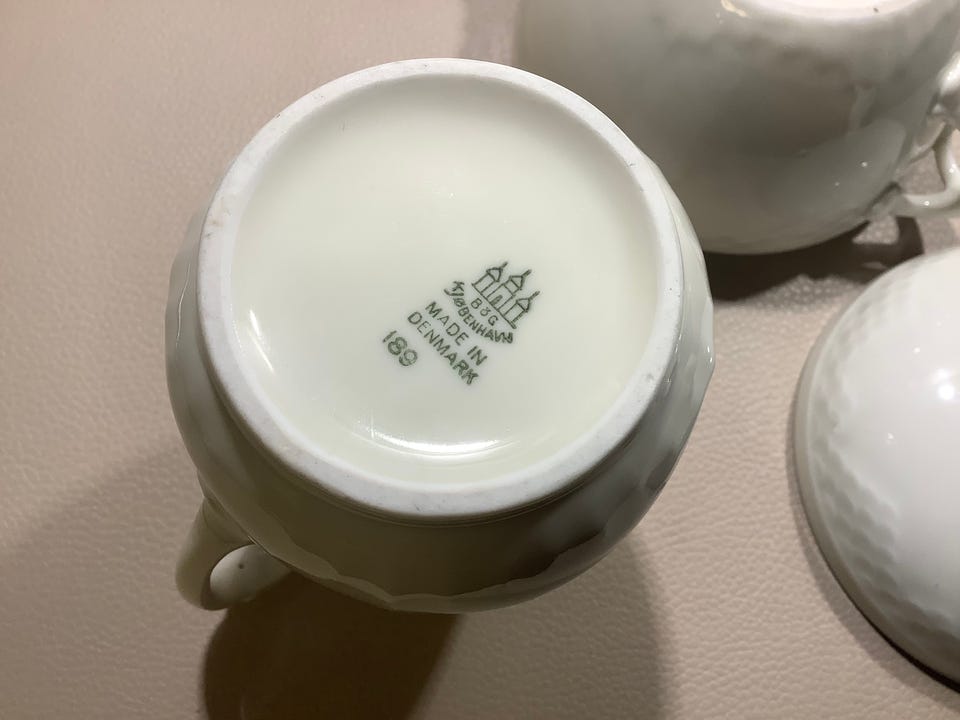 B&G
KJØBENHAVN
MADE IN
DENMARK
189